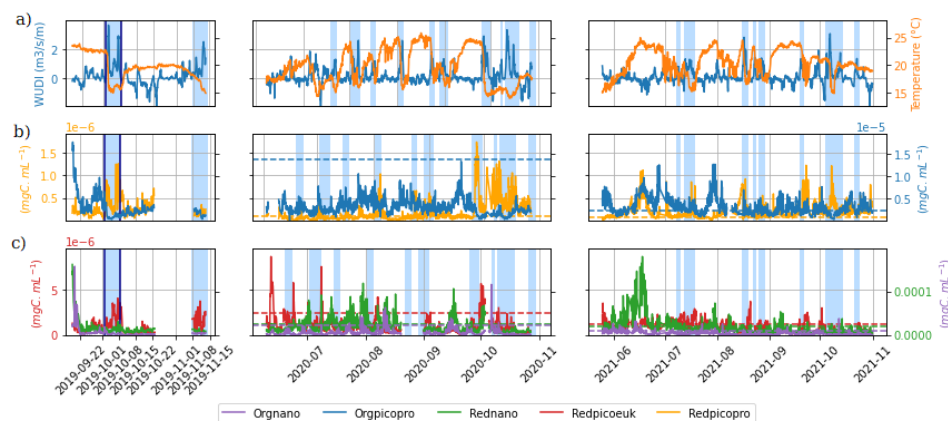 a)
WUDI (m3/s/m)
2
0
25
20
15
Temperature (°C)
b)
1e-6
1e-5
(mgC. mL⁻¹)
1.5
1.0
0.5
1.5
1.0
0.5
(mgC. mL⁻¹)
c)
1e-6
(mgC. mL⁻¹)
5
0
0.0001
0.0000
(mgC. mL⁻¹)
2019-09-22
2019-10-01
2019-10-08
2019-10-15
2019-10-22
2019-11-01
2019-11-08
2019-11-15
2020-07
2020-08
2020-09
2020-10
2020-11
2021-06
2021-07
2021-08
2021-09
2021-10
2021-11
Orgnano Orgpicopro Rednano Redpicoeuk Redpicopro